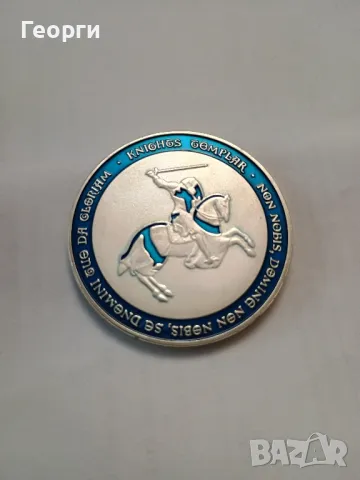 Георги
· KNIGHTS TEMPLAR · NON NOBIS, DOMINE NON NOBIS, SE DNOMINI TUO DA GLORIAM
BAZAR